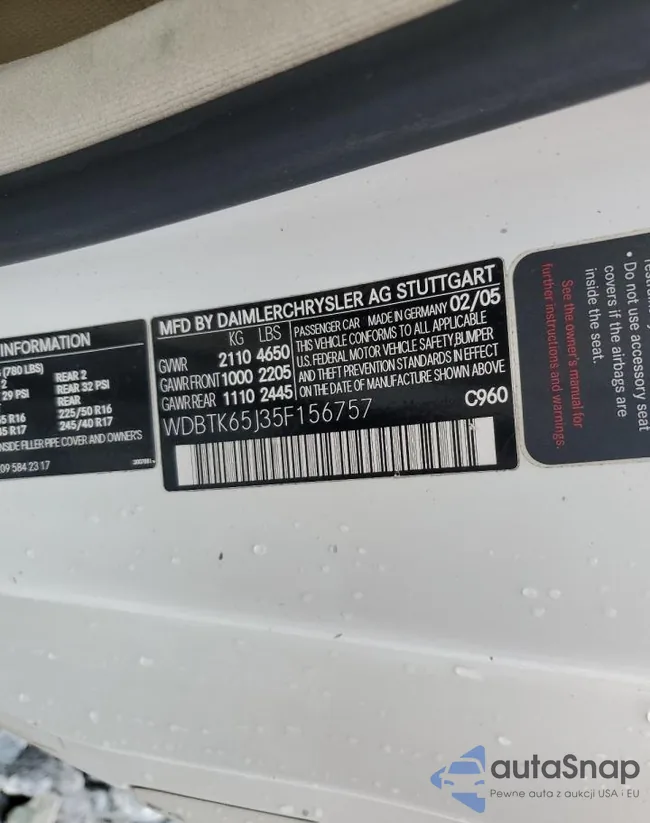 INFORMATION
(780 LBS)
2 REAR 2
29 PSI REAR 32 PSI
R16 225/50 R16
R17 245/40 R17
INSIDE FILLER PIPE COVER AND OWNER'S
09 584 23 17
MFD BY DAIMLERCHRYSLER AG STUTTGART
KG LBS
GVWR 2110 4650
GAWR FRONT 1000 2205
GAWR REAR 1110 2445
PASSENGER CAR MADE IN GERMANY 02/05
THIS VEHICLE CONFORMS TO ALL APPLICABLE
U.S. FEDERAL MOTOR VEHICLE SAFETY, BUMPER
AND THEFT PREVENTION STANDARDS IN EFFECT
ON THE DATE OF MANUFACTURE SHOWN ABOVE
WDBTK65J35F156757 C960
• Do not use accessory seat
covers if the airbags are
inside the seat.
See the owner's manual for
further instructions and warnings.
autaSnap
Pewne auta z aukcji USA i EU